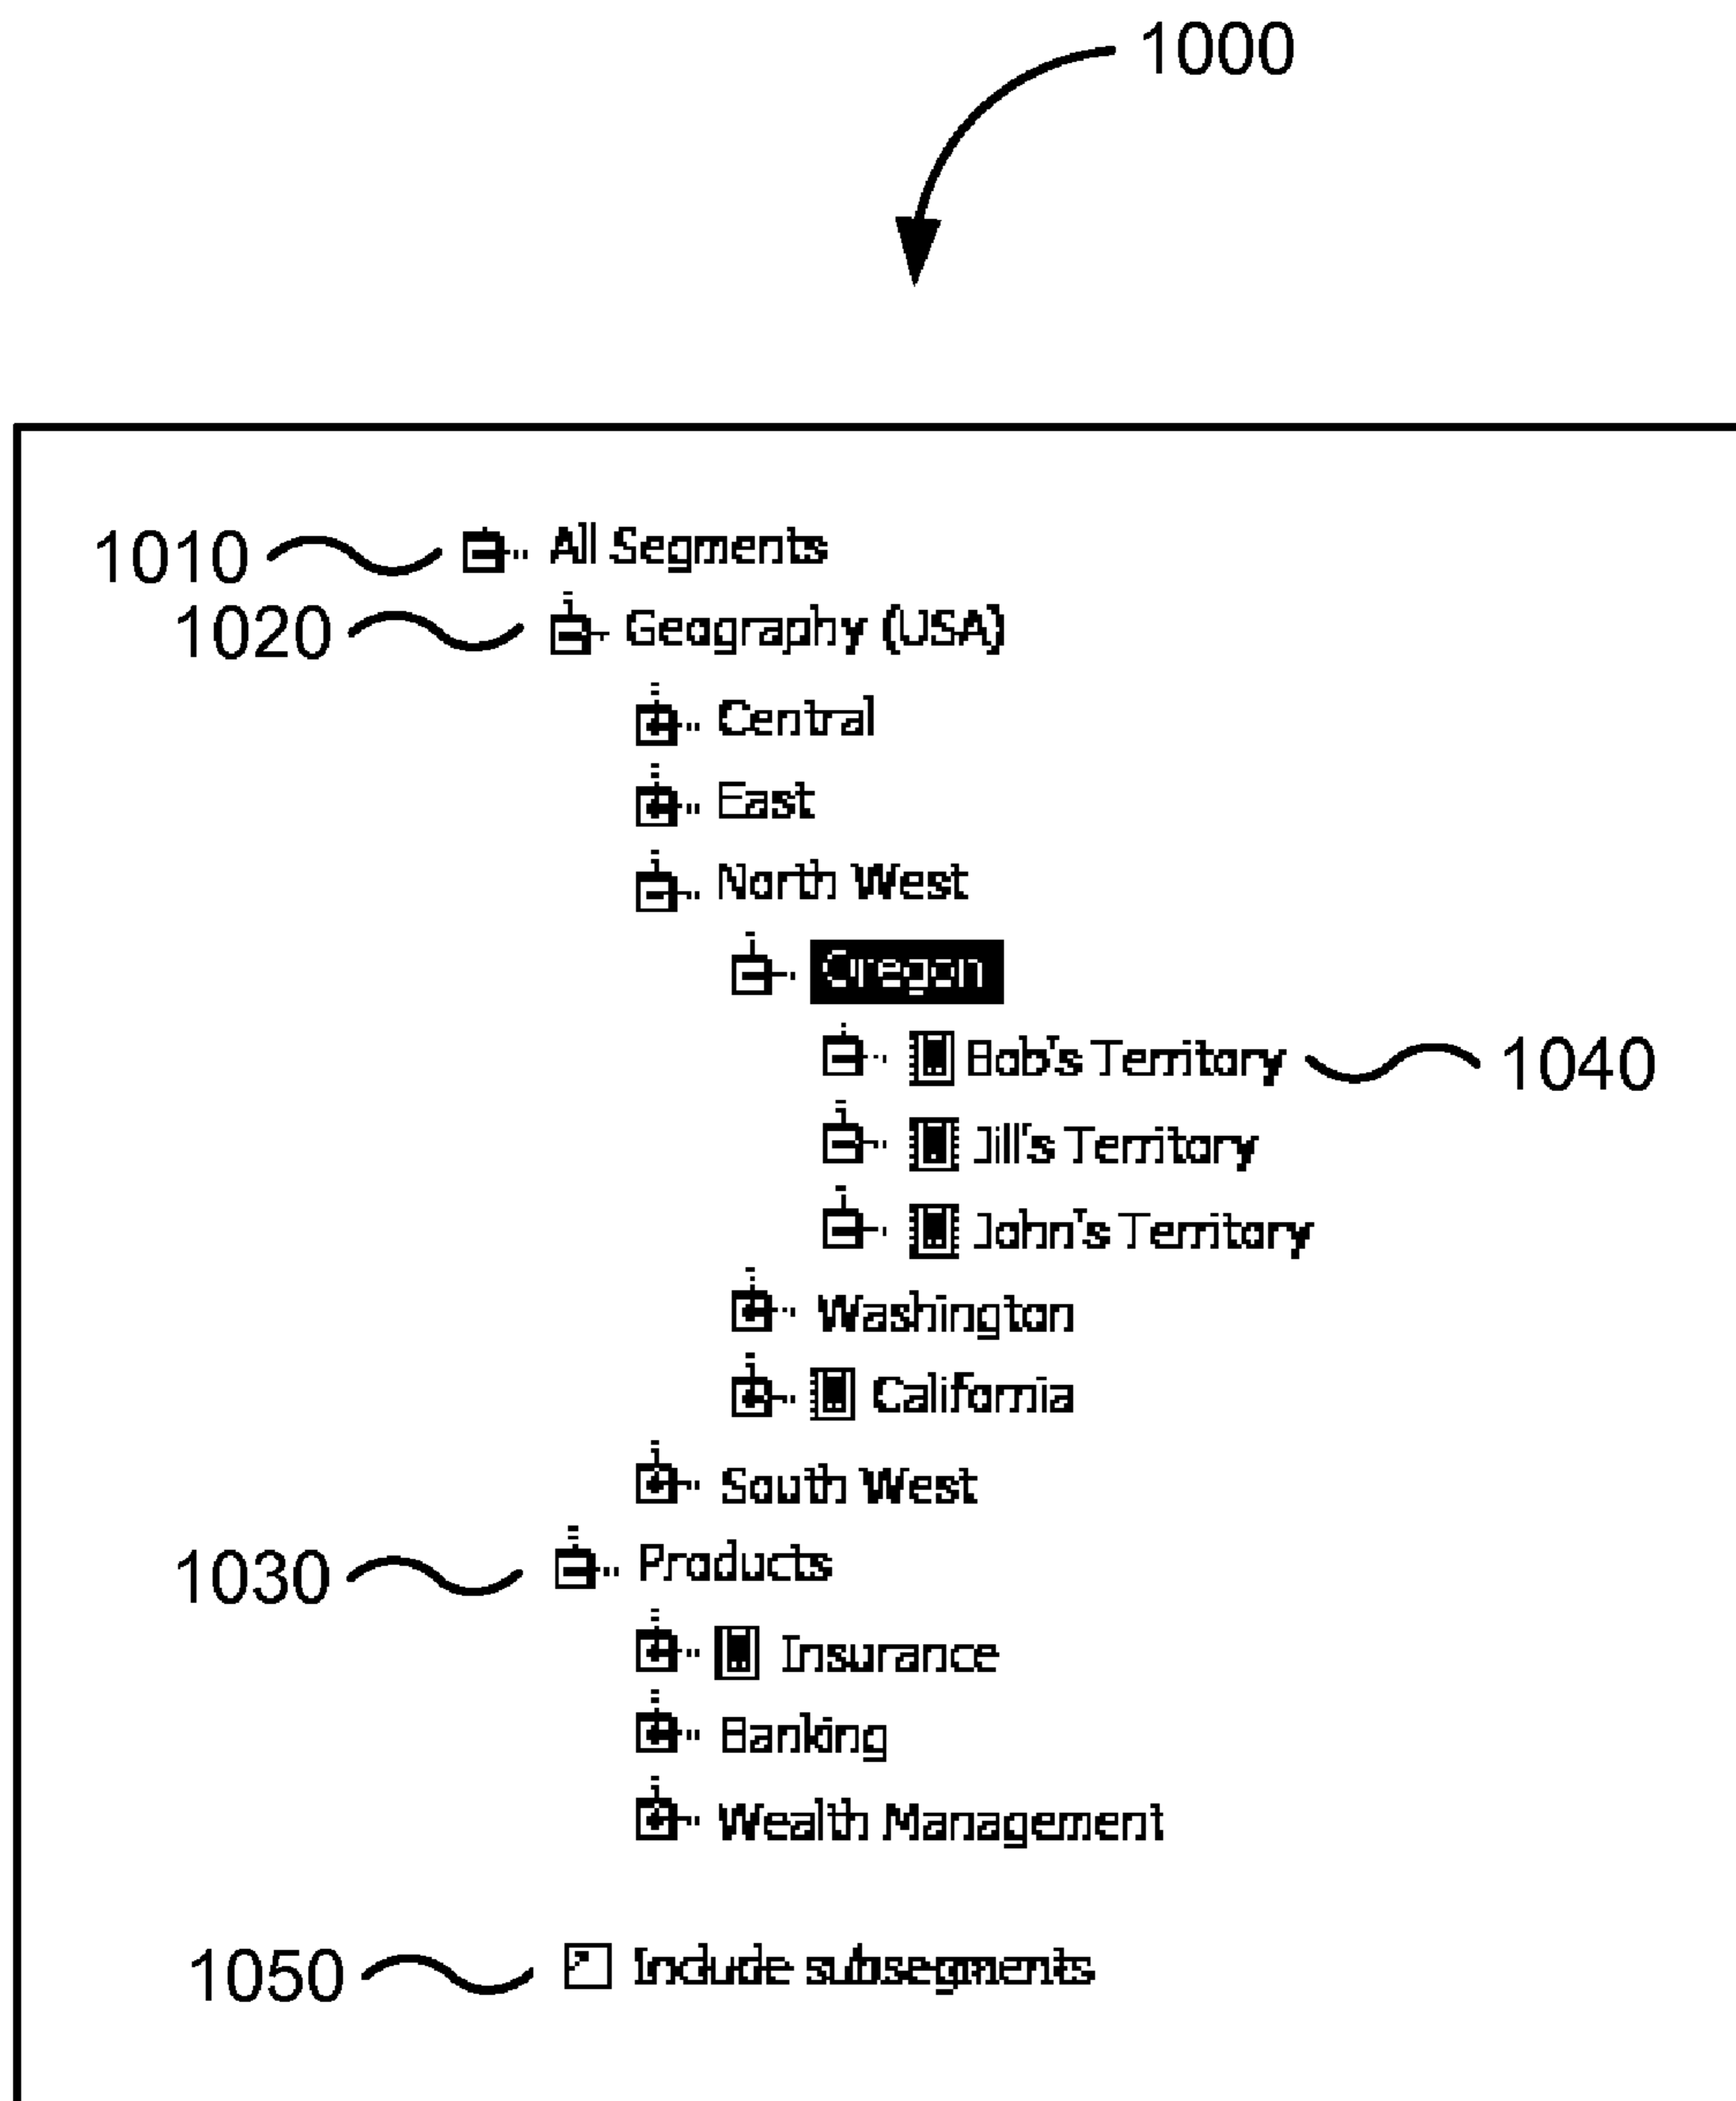 1000
1010 All Segments
1020 Geography (USA)
Central
East
North West
Oregon
Bob's Territory 1040
Jill's Territory
John's Territory
Washington
California
South West
1030 Products
Insurance
Banking
Wealth Management
1050 Include subsegments